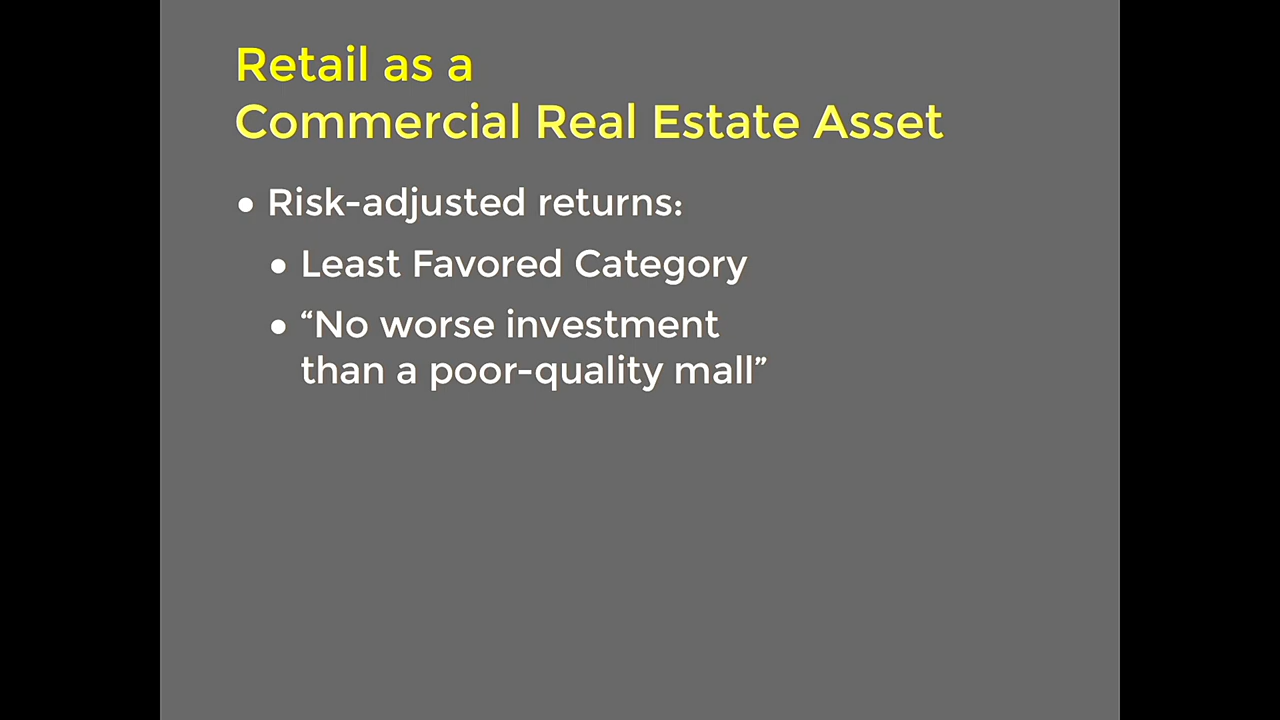 Retail as a
Commercial Real Estate Asset
• Risk-adjusted returns:
• Least Favored Category
• “No worse investment
than a poor-quality mall”